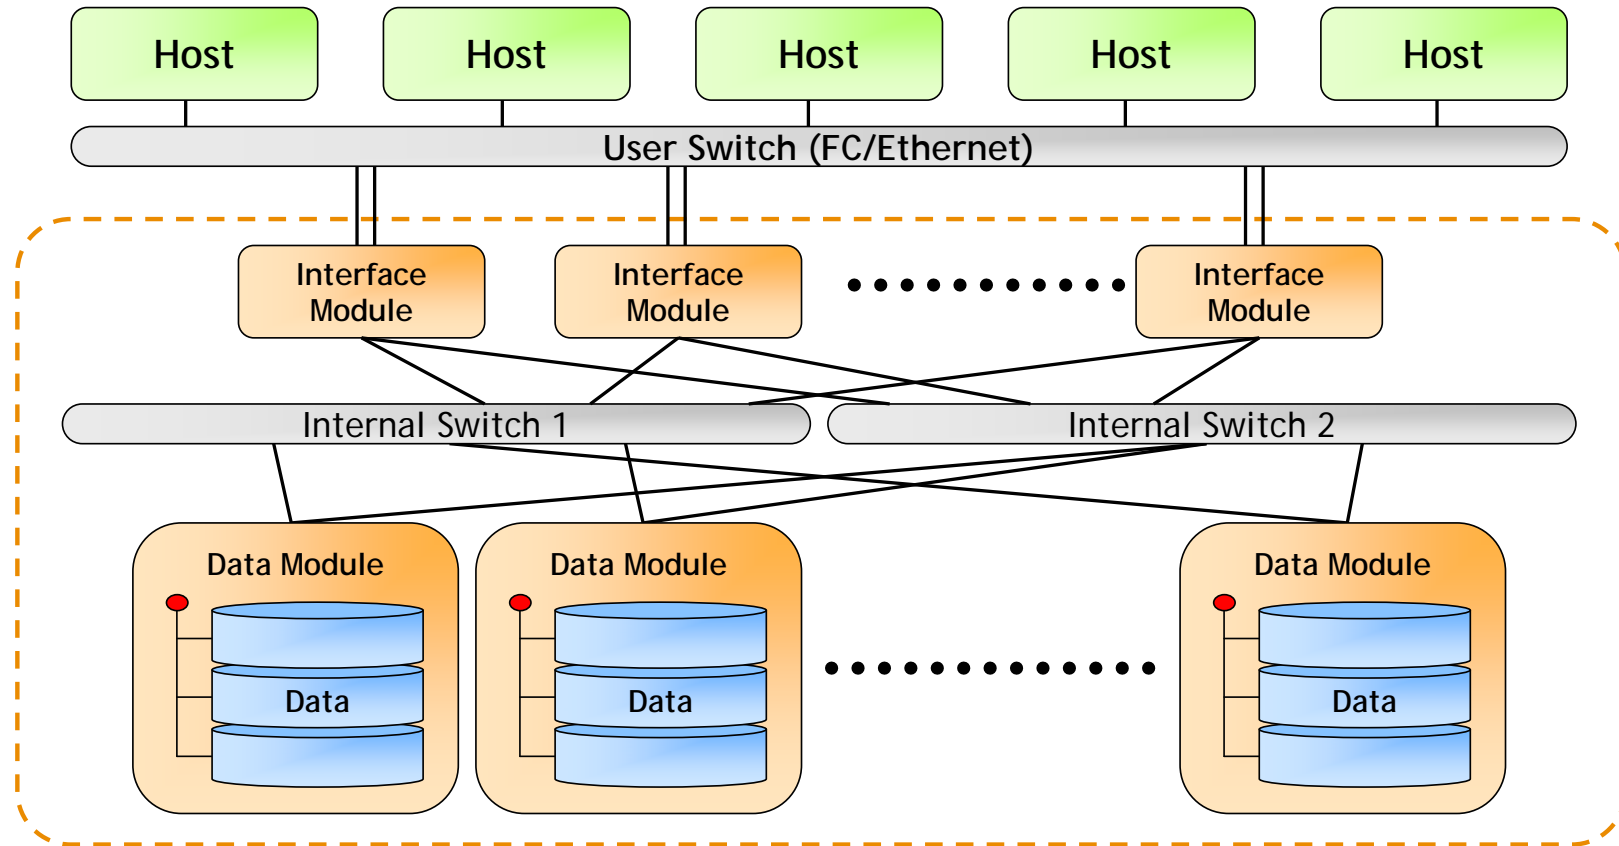 Host
Host
Host
Host
Host
User Switch (FC/Ethernet)
Interface
Module
Interface
Module
Interface
Module
Internal Switch 1
Internal Switch 2
Data Module
Data Module
Data Module
Data
Data
Data